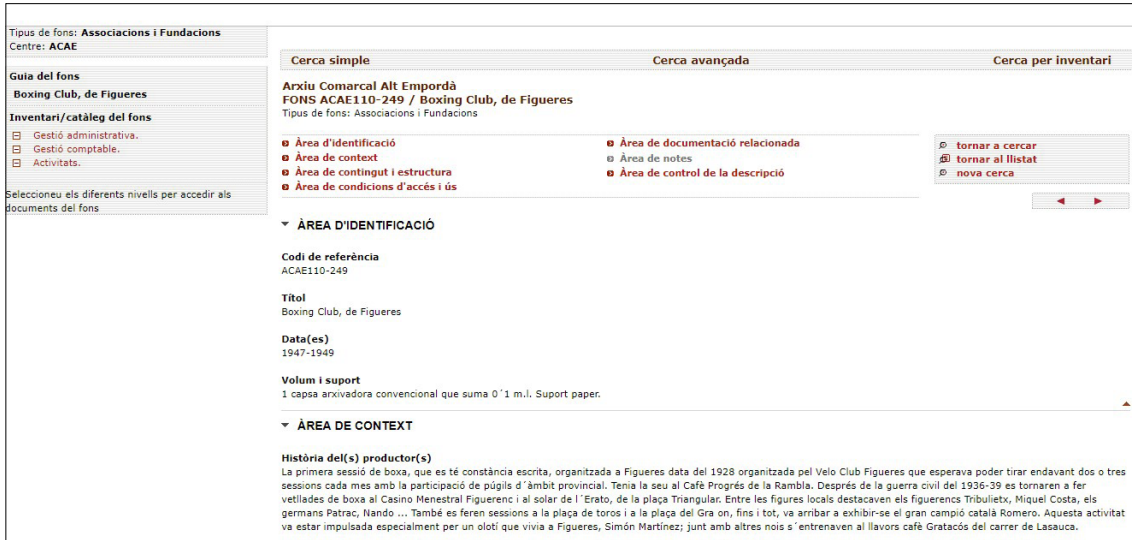 Tipus de fons: Associacions i Fundacions
Centre: ACAE
Guia del fons
Boxing Club, de Figueres
Inventari/catàleg del fons
Gestió administrativa.
Gestió comptable.
Activitats.
Seleccioneu els diferents nivells per accedir als
documents del fons
Cerca simple
Cerca avançada
Cerca per inventari
Arxiu Comarcal Alt Empordà
FONS ACAE110-249 / Boxing Club, de Figueres
Tipus de fons: Associacions i Fundacions
Àrea d'identificació
Àrea de context
Àrea de contingut i estructura
Àrea de condicions d'accés i ús
Àrea de documentació relacionada
Àrea de notes
Àrea de control de la descripció
tornar a cercar
tornar al llistat
nova cerca
ÀREA D'IDENTIFICACIÓ
Codi de referència
ACAE110-249
Títol
Boxing Club, de Figueres
Data(es)
1947-1949
Volum i suport
1 capsa arxivadora convencional que suma 0´1 m.l. Suport paper.
ÀREA DE CONTEXT
Història del(s) productor(s)
La primera sessió de boxa, que es té constància escrita, organitzada a Figueres data del 1928 organitzada pel Velo Club Figueres que esperava poder tirar endavant dos o tres
sessions cada mes amb la participació de púgils d´àmbit provincial. Tenia la seu al Cafè Progrés de la Rambla. Després de la guerra civil del 1936-39 es tornaren a fer
vetllades de boxa al Casino Menestral Figuerenc i al solar de l´Erato, de la plaça Triangular. Entre les figures locals destacaven els figuerencs Tribulietx, Miquel Costa, els
germans Patrac, Nando ... També es feren sessions a la plaça de toros i a la plaça del Gra on, fins i tot, va arribar a exhibir-se el gran campió català Romero. Aquesta activitat
va estar impulsada especialment per un olotí que vivia a Figueres, Simón Martínez; junt amb altres nois s´entrenaven al llavors cafè Gratacós del carrer de Lasauca.